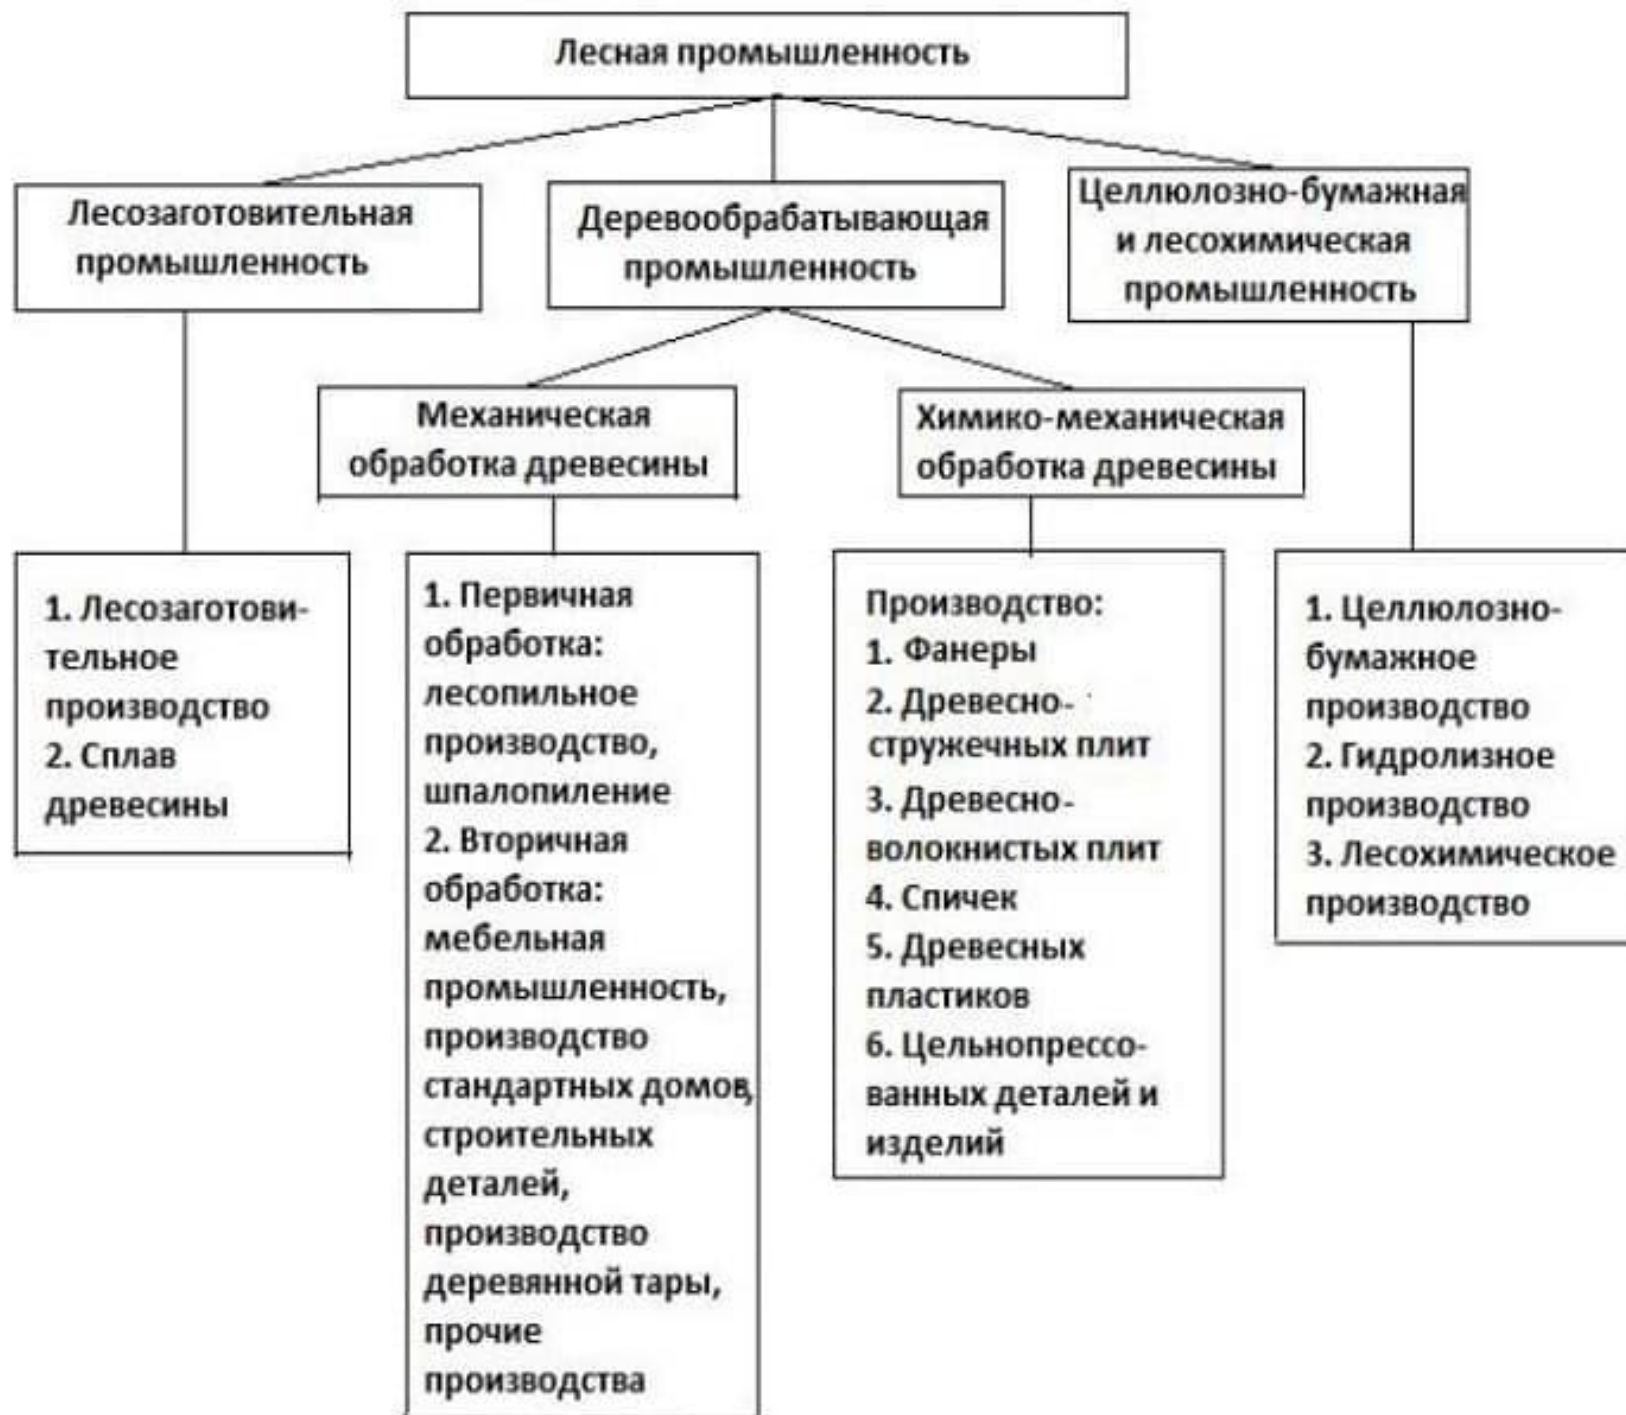 Лесная промышленность
Лесозаготовительная
промышленность
Деревообрабатывающая
промышленность
Целлюлозно-бумажная
и лесохимическая
промышленность
Механическая
обработка древесины
Химико-механическая
обработка древесины
1. Лесозаготови-
тельное
производство
2. Сплав
древесины
1. Первичная
обработка:
лесопильное
производство,
шпалопиление
2. Вторичная
обработка:
мебельная
промышленность,
производство
стандартных домов,
строительных
деталей,
производство
деревянной тары,
прочие
производства
Производство:
1. Фанеры
2. Древесно-
стружечных плит
3. Древесно-
волокнистых плит
4. Спичек
5. Древесных
пластиков
6. Цельнопрессо-
ванных деталей и
изделий
1. Целлюлозно-
бумажное
производство
2. Гидролизное
производство
3. Лесохимическое
производство